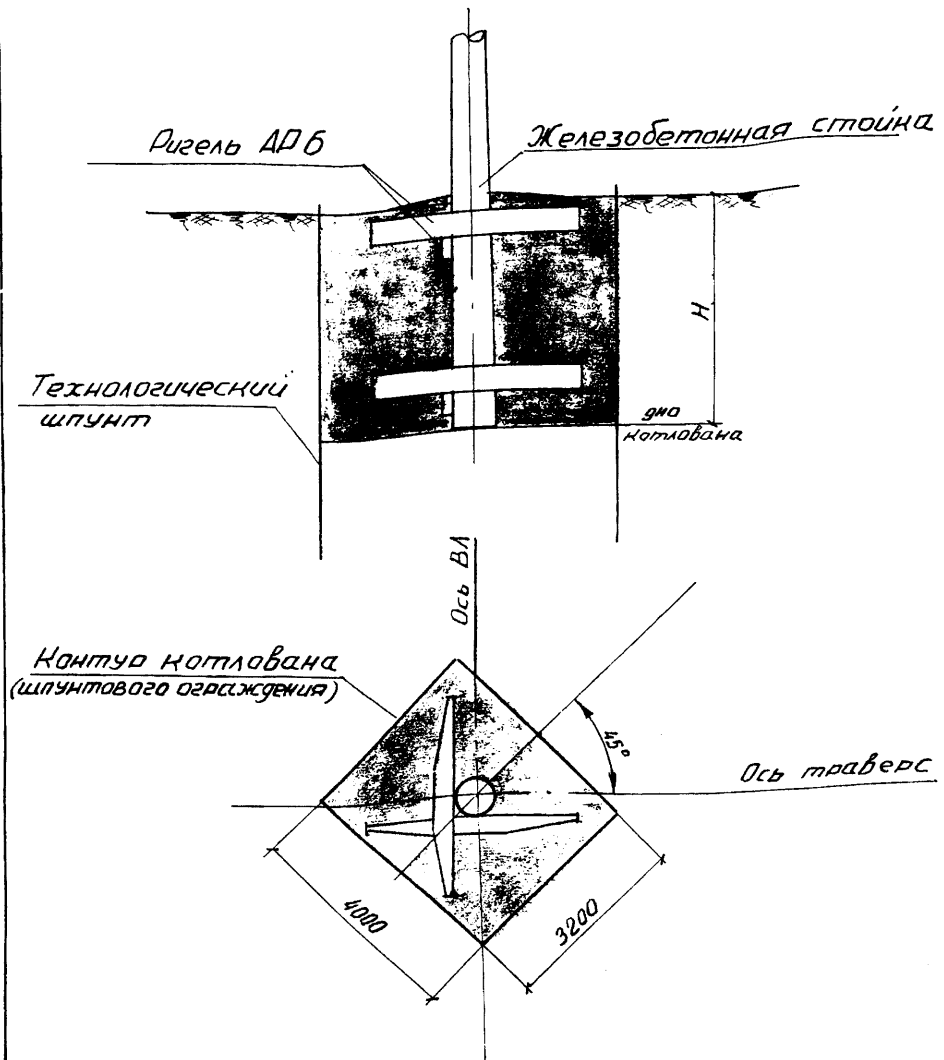 Ригель АР6
Железобетонная стойка
H
Технологический
шпунт
дно
котлована
Ось ВЛ
Контур котлована
(шпунтового ограждения)
45°
Ось траверс
4000
3200